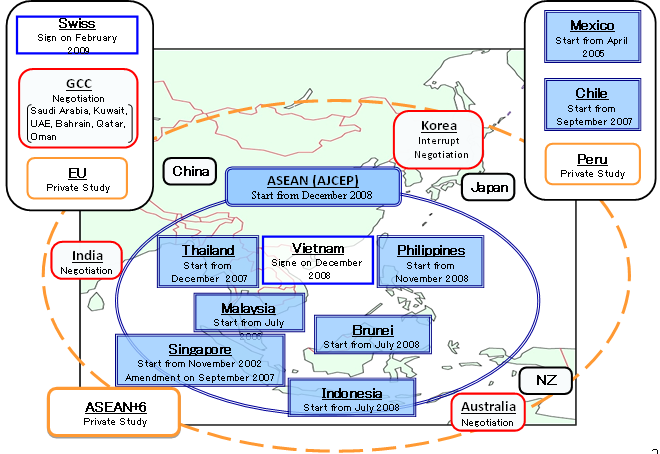 Swiss
Sign on February
2009
GCC
Negotiation
Saudi Arabia, Kuwait,
UAE, Bahrain, Qatar,
Oman
EU
Private Study
Mexico
Start from April
2005
Chile
Start from
September 2007
Peru
Private Study
Korea
Interrupt
Negotiation
China
Japan
ASEAN (AJCEP)
Start from December 2008
India
Negotiation
Thailand
Start from
December 2007
Vietnam
Signe on December
2008
Philippines
Start from
November 2008
Malaysia
Start from July
Brunei
Start from July 2008
Singapore
Start from November 2002
Amendment on September 2007
Indonesia
Start from July 2008
NZ
Australia
Negotiation
ASEAN+6
Private Study